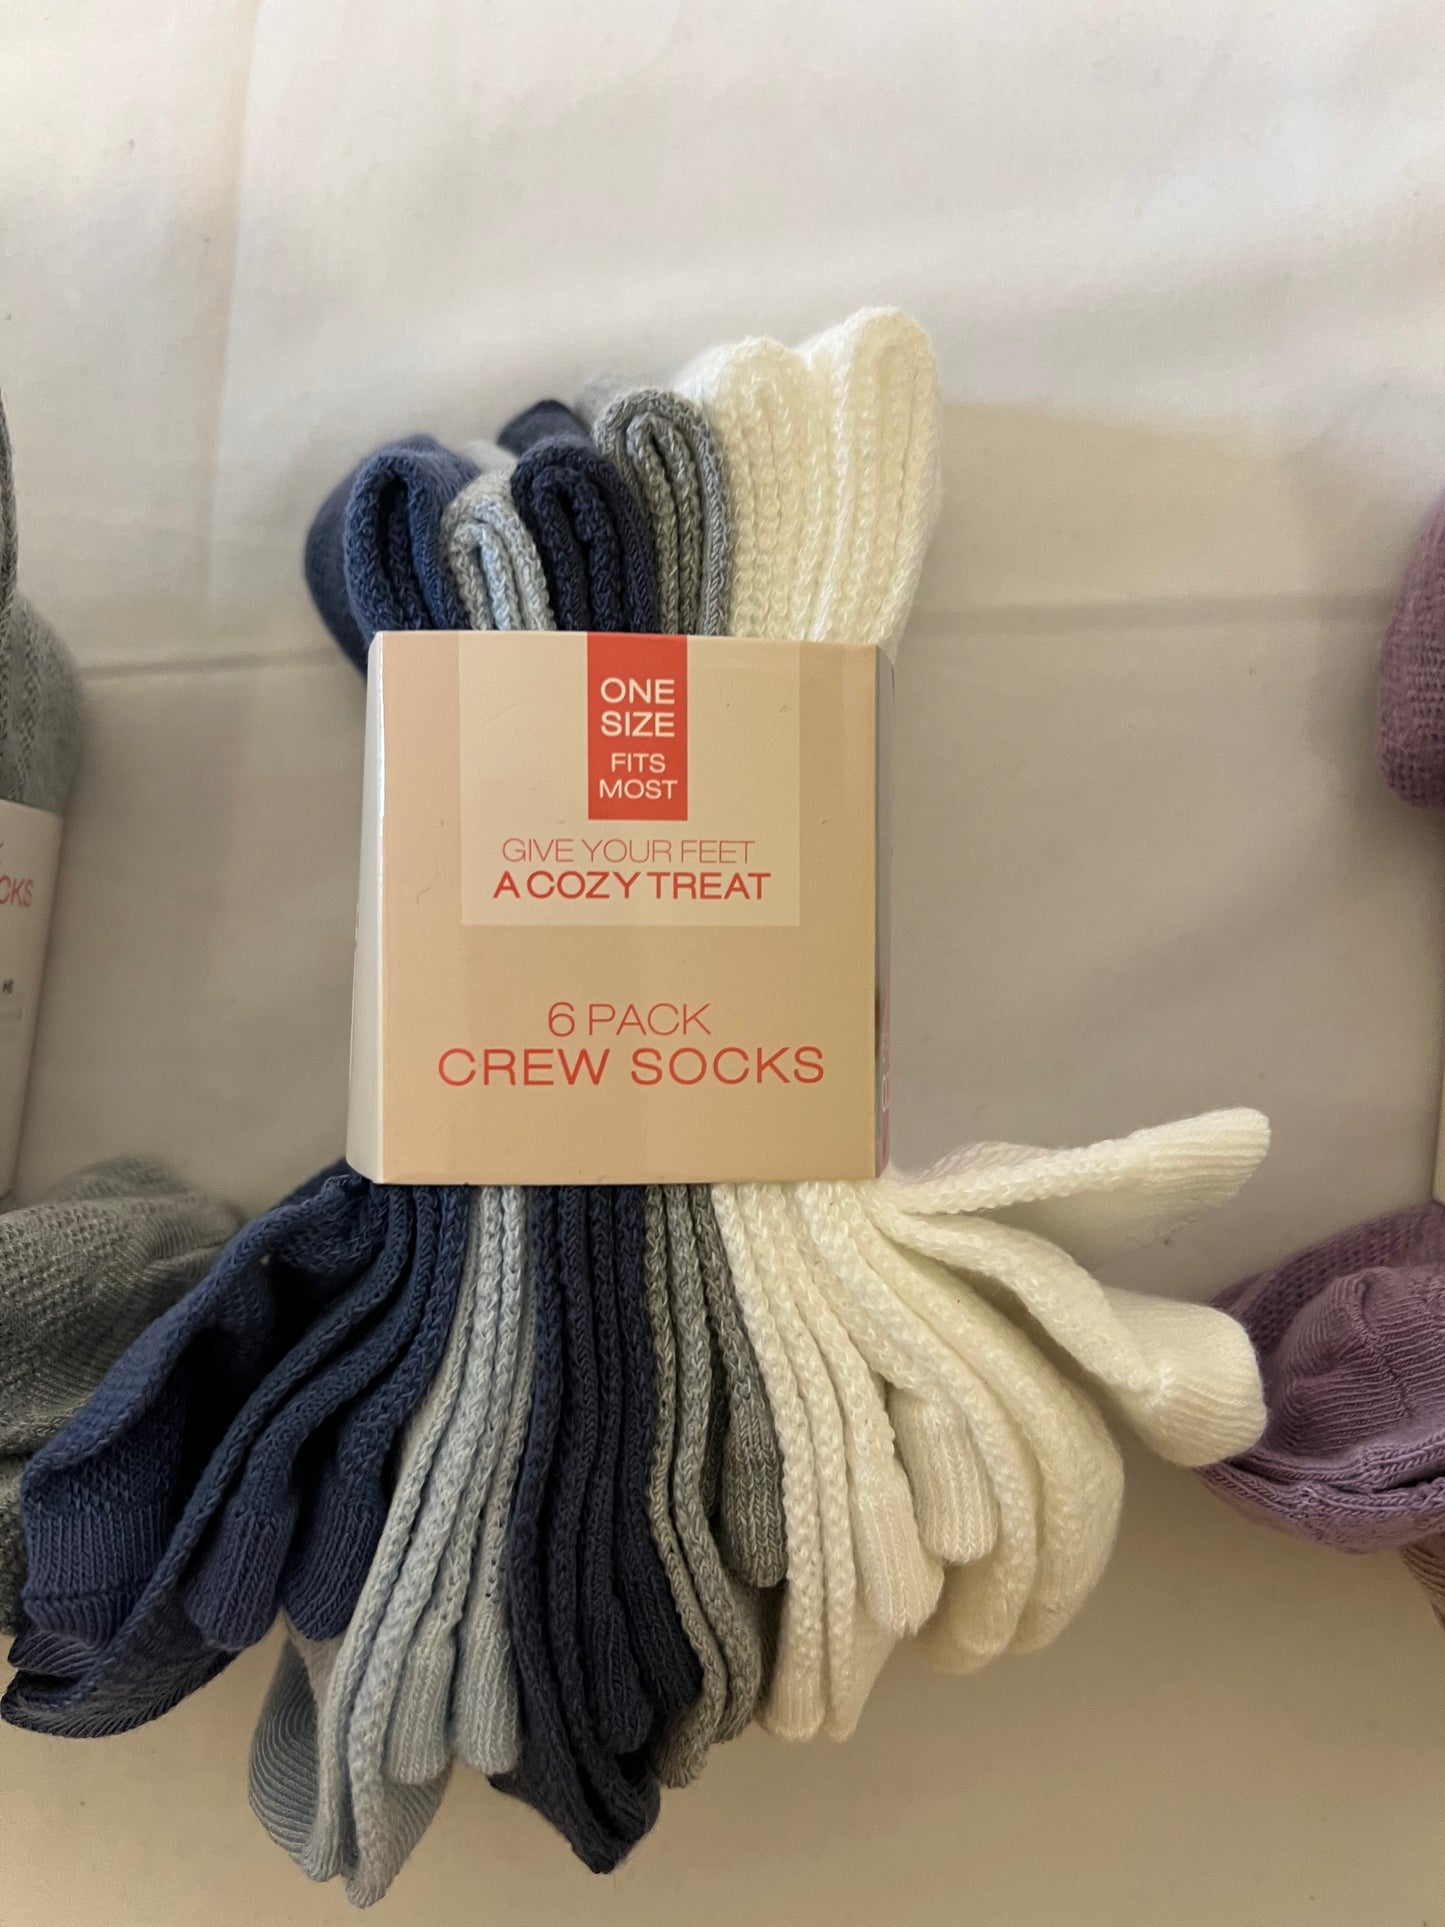 ONE
SIZE
FITS
MOST
GIVE YOUR FEET
A COZY TREAT
6 PACK
CREW SOCKS